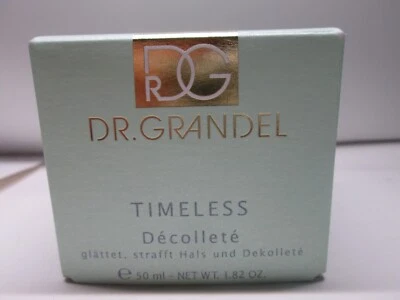 DRG
DR.GRANDEL
TIMELESS
Décolleté
glättet, strafft Hals und Dekolleté
℮ 50 ml - NET WT. 1.82 OZ.